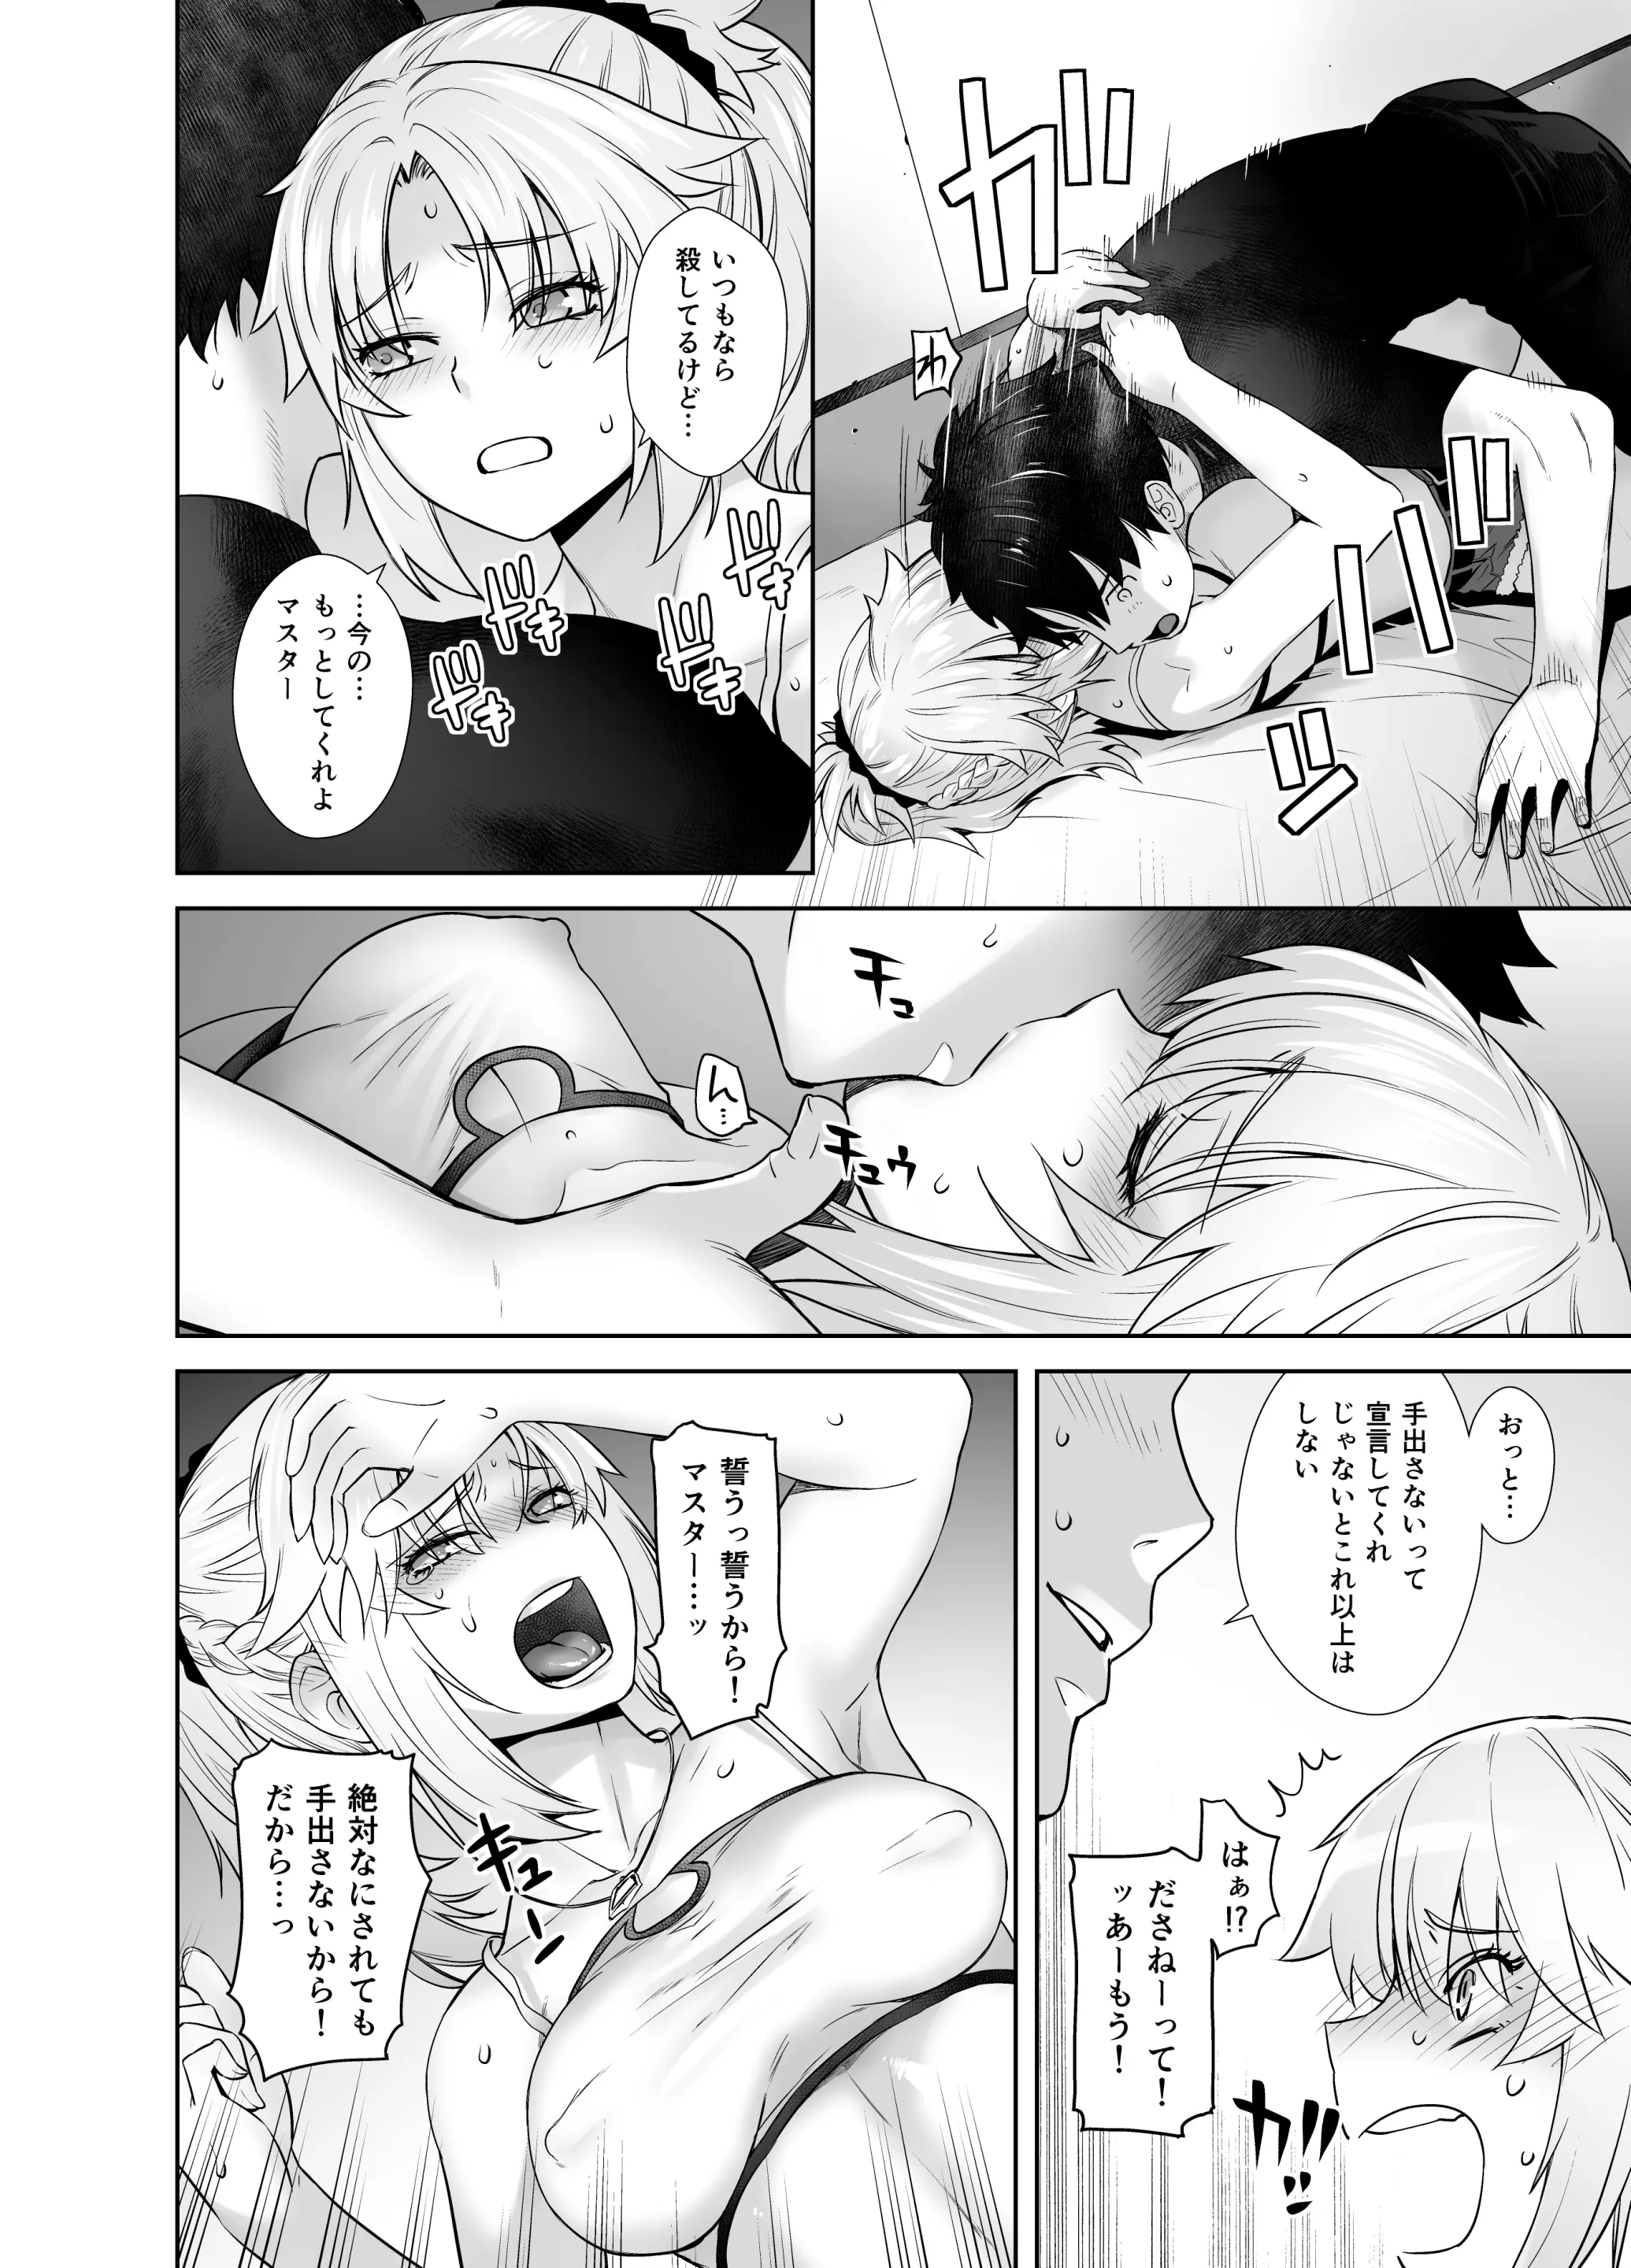 ガバッ
わっ
いつもなら
殺してるけど…
…今の…
もっとしてくれよ
マスター
ドキ
ドキ
ドキ
ドキ
チュ
ん…
チュウ
おっと…
手出さないって
宣言してくれ
じゃないとこれ以上は
しない
はぁ!?
ださねーって!
ッあーもう!
ガバッ
誓うっ誓うから!
マスター…ッ
キュー
絶対なにされても
手出さないから!
だから…っ